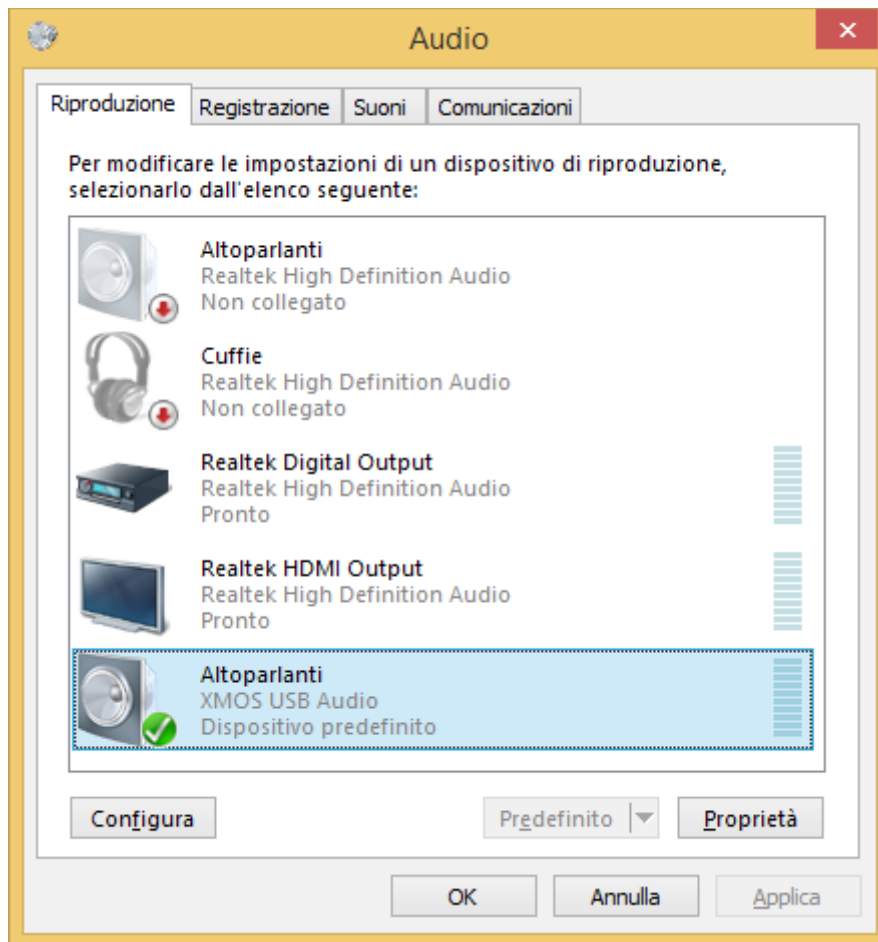 Audio
Riproduzione Registrazione Suoni Comunicazioni
Per modificare le impostazioni di un dispositivo di riproduzione,
selezionarlo dall'elenco seguente:
Altoparlanti
Realtek High Definition Audio
Non collegato
Cuffie
Realtek High Definition Audio
Non collegato
Realtek Digital Output
Realtek High Definition Audio
Pronto
Realtek HDMI Output
Realtek High Definition Audio
Pronto
Altoparlanti
XMOS USB Audio
Dispositivo predefinito
Configura Predefinito Proprietà
OK Annulla Applica